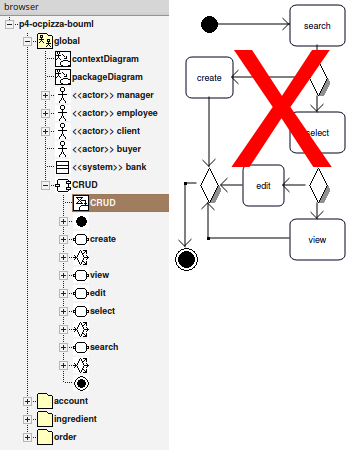 browser
p4-ocpizza-bouml
global
contextDiagram
packageDiagram
<<actor>> manager
<<actor>> employee
<<actor>> client
<<actor>> buyer
<<system>> bank
CRUD
CRUD
create
view
edit
select
search
account
ingredient
order
search
create
select
edit
view